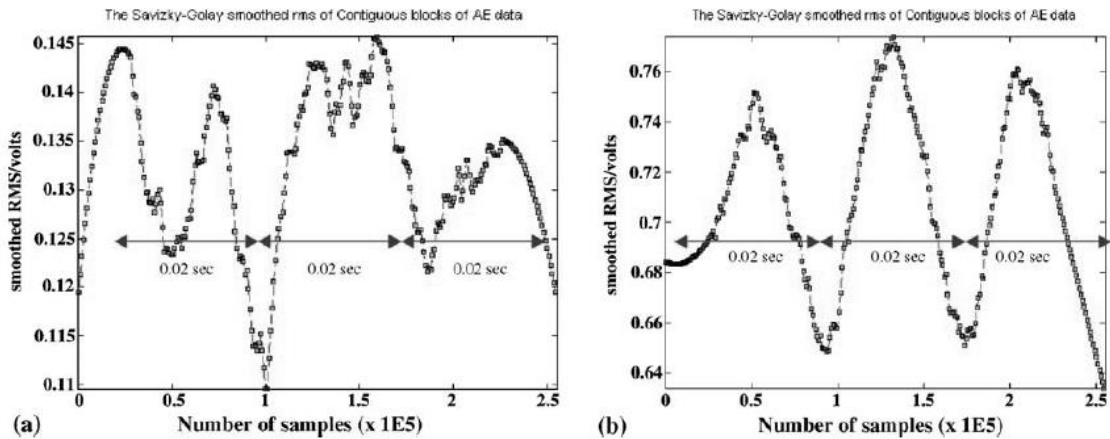 The Savizky-Golay smoothed rms of Contiguous blocks of AE data
smoothed RMS/volts
0.145
0.14
0.135
0.13
0.125
0.12
0.115
0.11
0.02 sec
0.02 sec
0.02 sec
0
0.5
1
1.5
2
2.5
Number of samples (x 1E5)
(a)
The Savizky-Golay smoothed rms of Contiguous blocks of AE data
smoothed RMS/volts
0.76
0.74
0.72
0.7
0.68
0.66
0.64
0.02 sec
0.02 sec
0.02 sec
0
0.5
1
1.5
2
2.5
Number of samples (x 1E5)
(b)